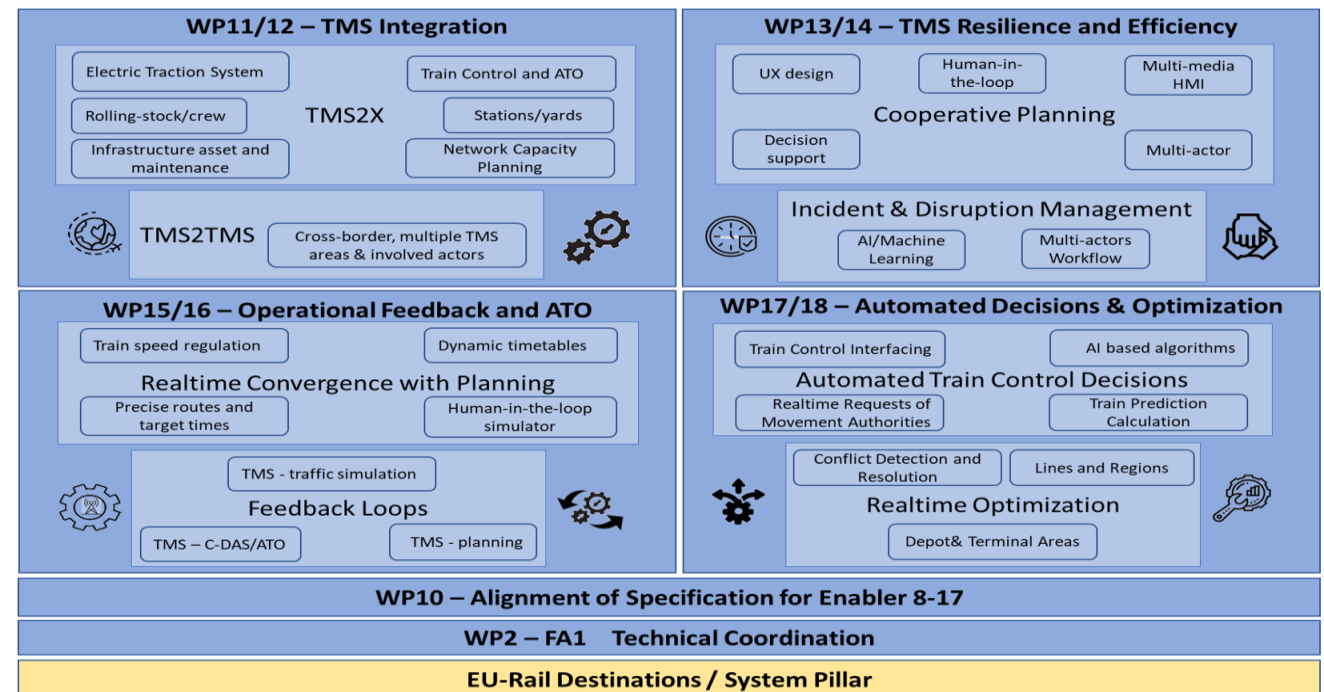 WP11/12 – TMS Integration
Electric Traction System
Train Control and ATO
Rolling-stock/crew
TMS2X
Stations/yards
Infrastructure asset and
maintenance
Network Capacity
Planning
TMS2TMS
Cross-border, multiple TMS
areas & involved actors
WP13/14 – TMS Resilience and Efficiency
UX design
Human-in-
the-loop
Multi-media
HMI
Cooperative Planning
Decision
support
Multi-actor
Incident & Disruption Management
AI/Machine
Learning
Multi-actors
Workflow
WP15/16 – Operational Feedback and ATO
Train speed regulation
Dynamic timetables
Realtime Convergence with Planning
Precise routes and
target times
Human-in-the-loop
simulator
TMS - traffic simulation
Feedback Loops
TMS – C-DAS/ATO
TMS - planning
WP17/18 – Automated Decisions & Optimization
Train Control Interfacing
AI based algorithms
Automated Train Control Decisions
Realtime Requests of
Movement Authorities
Train Prediction
Calculation
Conflict Detection and
Resolution
Lines and Regions
Realtime Optimization
Depot& Terminal Areas
WP10 – Alignment of Specification for Enabler 8-17
WP2 – FA1 Technical Coordination
EU-Rail Destinations / System Pillar